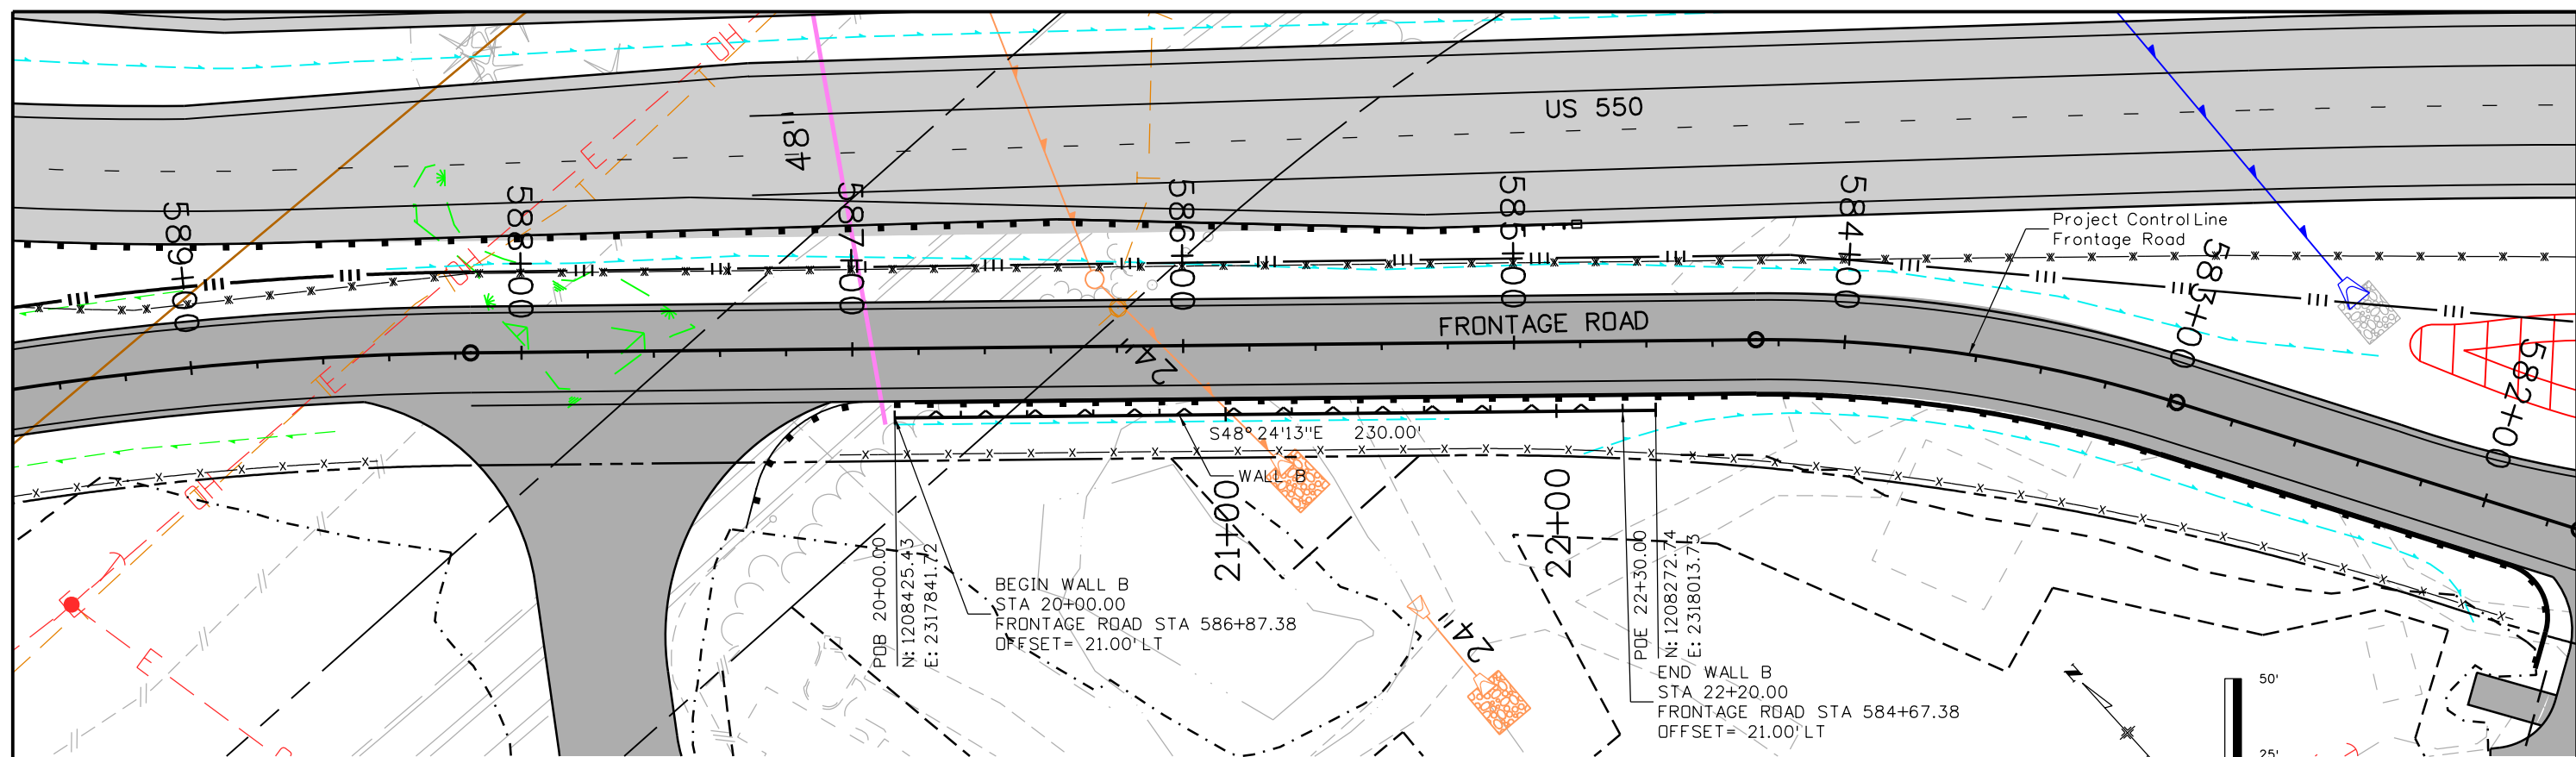 US 550
48"
589+00
588+00
587+00
586+00
585+00
584+00
583+00
582+00
Project Control Line
Frontage Road
FRONTAGE ROAD
24"
S48°24'13"E 230.00'
WALL B
21+00
22+00
POB 20+00.00
N: 1208425.43
E: 2317841.72
BEGIN WALL B
STA 20+00.00
FRONTAGE ROAD STA 586+87.38
OFFSET= 21.00' LT
24"
POE 22+30.00
N: 1208272.74
E: 2318013.73
END WALL B
STA 22+20.00
FRONTAGE ROAD STA 584+67.38
OFFSET= 21.00' LT
N
50'
25'
OH
E
T
T
T
OH
E
OH
E
E